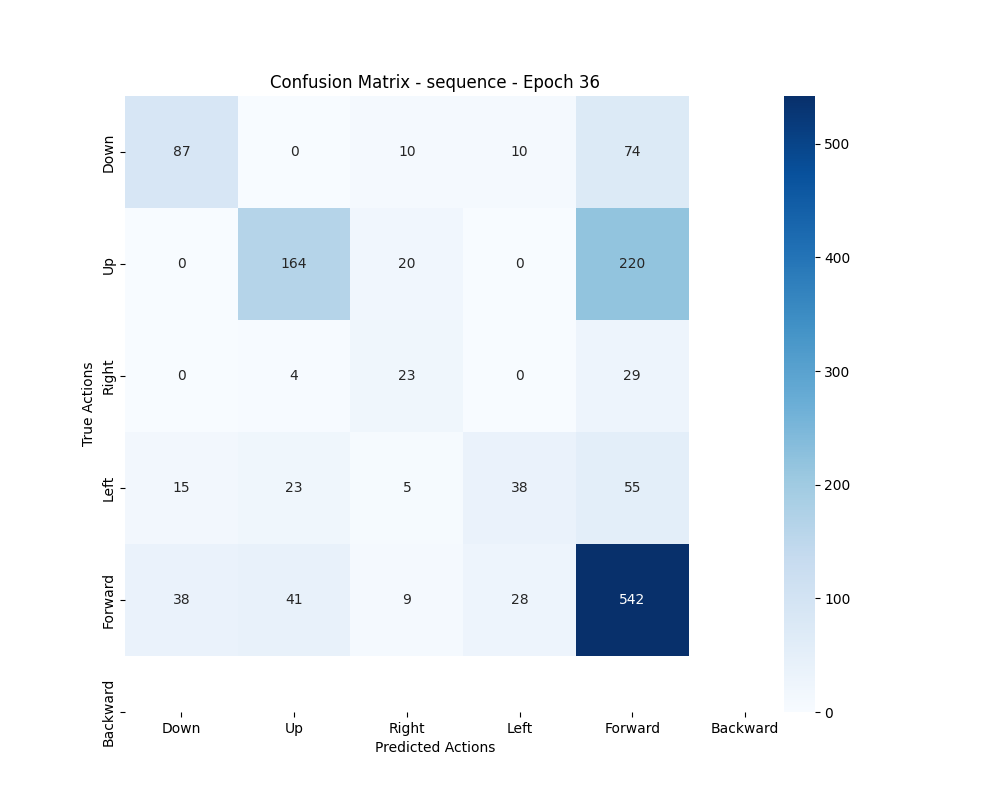 Confusion Matrix - sequence - Epoch 36
Down 87 0 10 10 74
Up 0 164 20 0 220
Right 0 4 23 0 29
Left 15 23 5 38 55
Forward 38 41 9 28 542
Backward
True Actions
Down Up Right Left Forward Backward
Predicted Actions
500
400
300
200
100
0